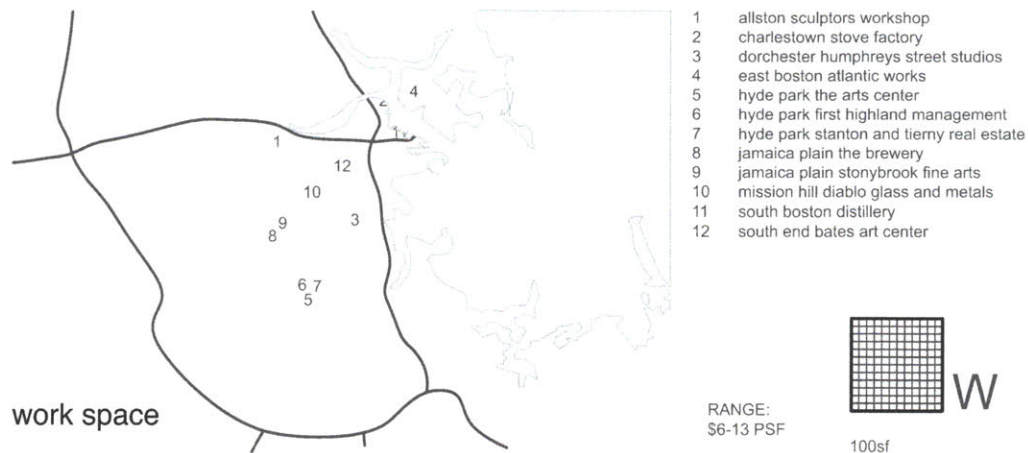 1 allston sculptors workshop
2 charlestown stove factory
3 dorchester humphreys street studios
4 east boston atlantic works
5 hyde park the arts center
6 hyde park first highland management
7 hyde park stanton and tierny real estate
8 jamaica plain the brewery
9 jamaica plain stonybrook fine arts
10 mission hill diablo glass and metals
11 south boston distillery
12 south end bates art center
4
2
1
12
10
3
9
8
6 7
5
work space
RANGE:
$6-13 PSF
W
100sf